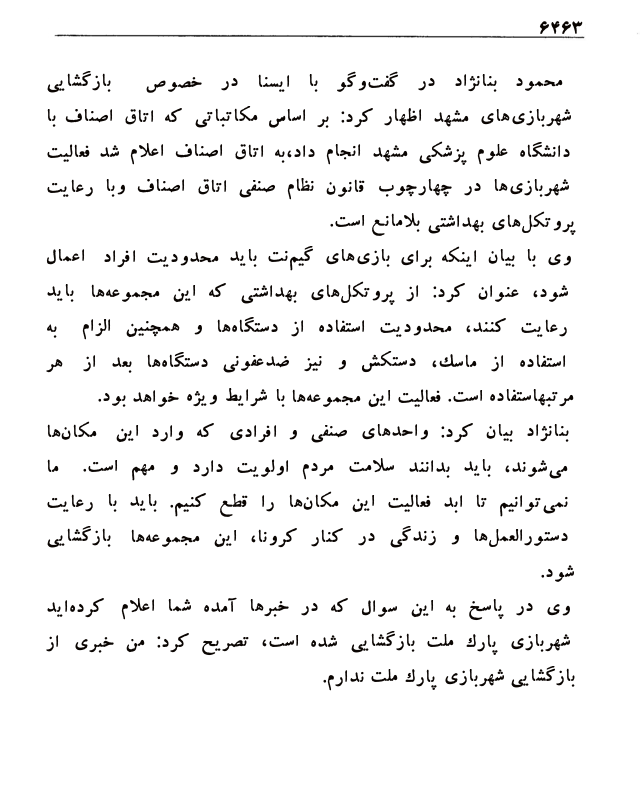 ۶۴۶۳
محمود بنانژاد در گفت‌وگو با ایسنا در خصوص بازگشایی
شهربازی‌های مشهد اظهار کرد: بر اساس مکاتباتی که اتاق اصناف با
دانشگاه علوم پزشکی مشهد انجام داد،به اتاق اصناف اعلام شد فعالیت
شهربازی‌ها در چهارچوب قانون نظام صنفی اتاق اصناف وبا رعایت
پروتکل‌های بهداشتی بلامانع است.
وی با بیان اینکه برای بازی‌های گیم‌نت باید محدودیت افراد اعمال
شود، عنوان کرد: از پروتکل‌های بهداشتی که این مجموعه‌ها باید
رعایت کنند، محدودیت استفاده از دستگاه‌ها و همچنین الزام به
استفاده از ماسك، دستکش و نیز ضدعفونی دستگاه‌ها بعد از هر
مرتبهاستفاده است. فعالیت این مجموعه‌ها با شرایط ویژه خواهد بود.
بنانژاد بیان کرد: واحدهای صنفی و افرادی که وارد این مکان‌ها
می‌شوند، باید بدانند سلامت مردم اولویت دارد و مهم است. ما
نمی‌توانیم تا ابد فعالیت این مکان‌ها را قطع کنیم. باید با رعایت
دستورالعمل‌ها و زندگی در کنار کرونا، این مجموعه‌ها بازگشایی
شود.
وی در پاسخ به این سوال که در خبرها آمده شما اعلام کرده‌اید
شهربازی پارك ملت بازگشایی شده است، تصریح کرد: من خبری از
بازگشایی شهربازی پارك ملت ندارم.